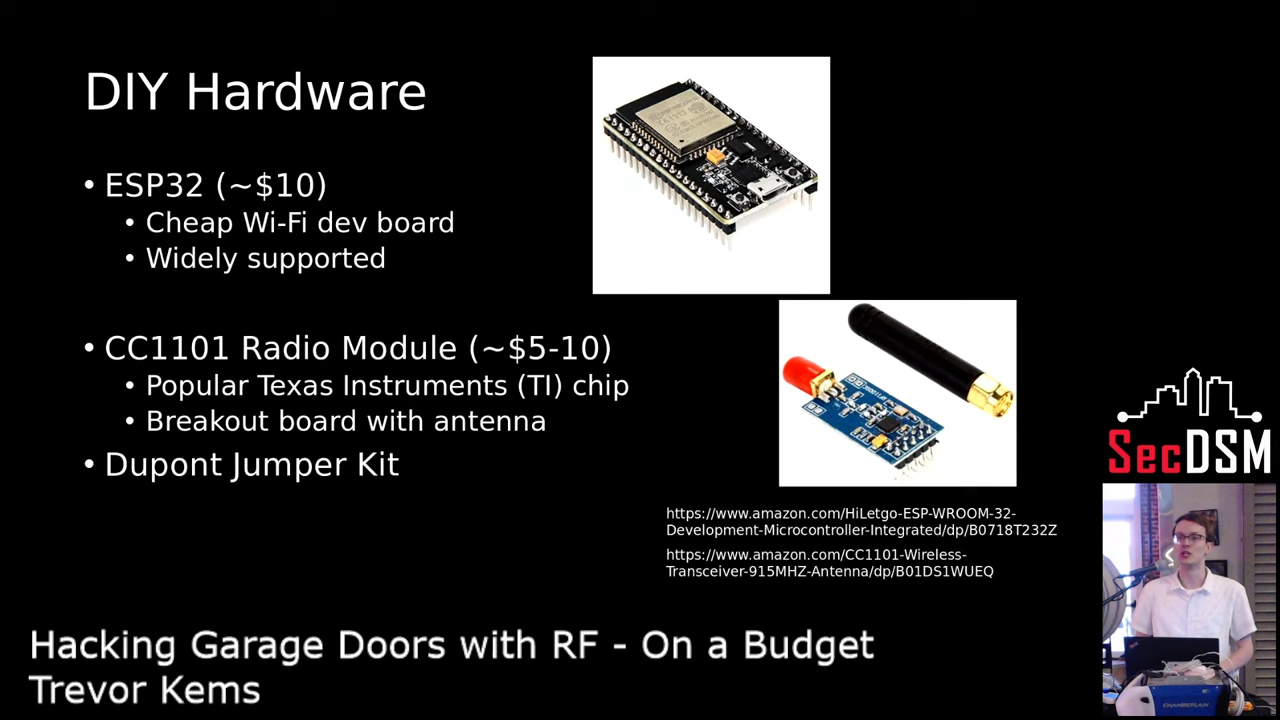 DIY Hardware
• ESP32 (~$10)
• Cheap Wi-Fi dev board
• Widely supported
• CC1101 Radio Module (~$5-10)
• Popular Texas Instruments (TI) chip
• Breakout board with antenna
• Dupont Jumper Kit
https://www.amazon.com/HiLetgo-ESP-WROOM-32-
Development-Microcontroller-Integrated/dp/B0718T232Z
https://www.amazon.com/CC1101-Wireless-
Transceiver-915MHZ-Antenna/dp/B01DS1WUEQ
SecDSM
CHAMBERLAIN
Hacking Garage Doors with RF - On a Budget
Trevor Kems